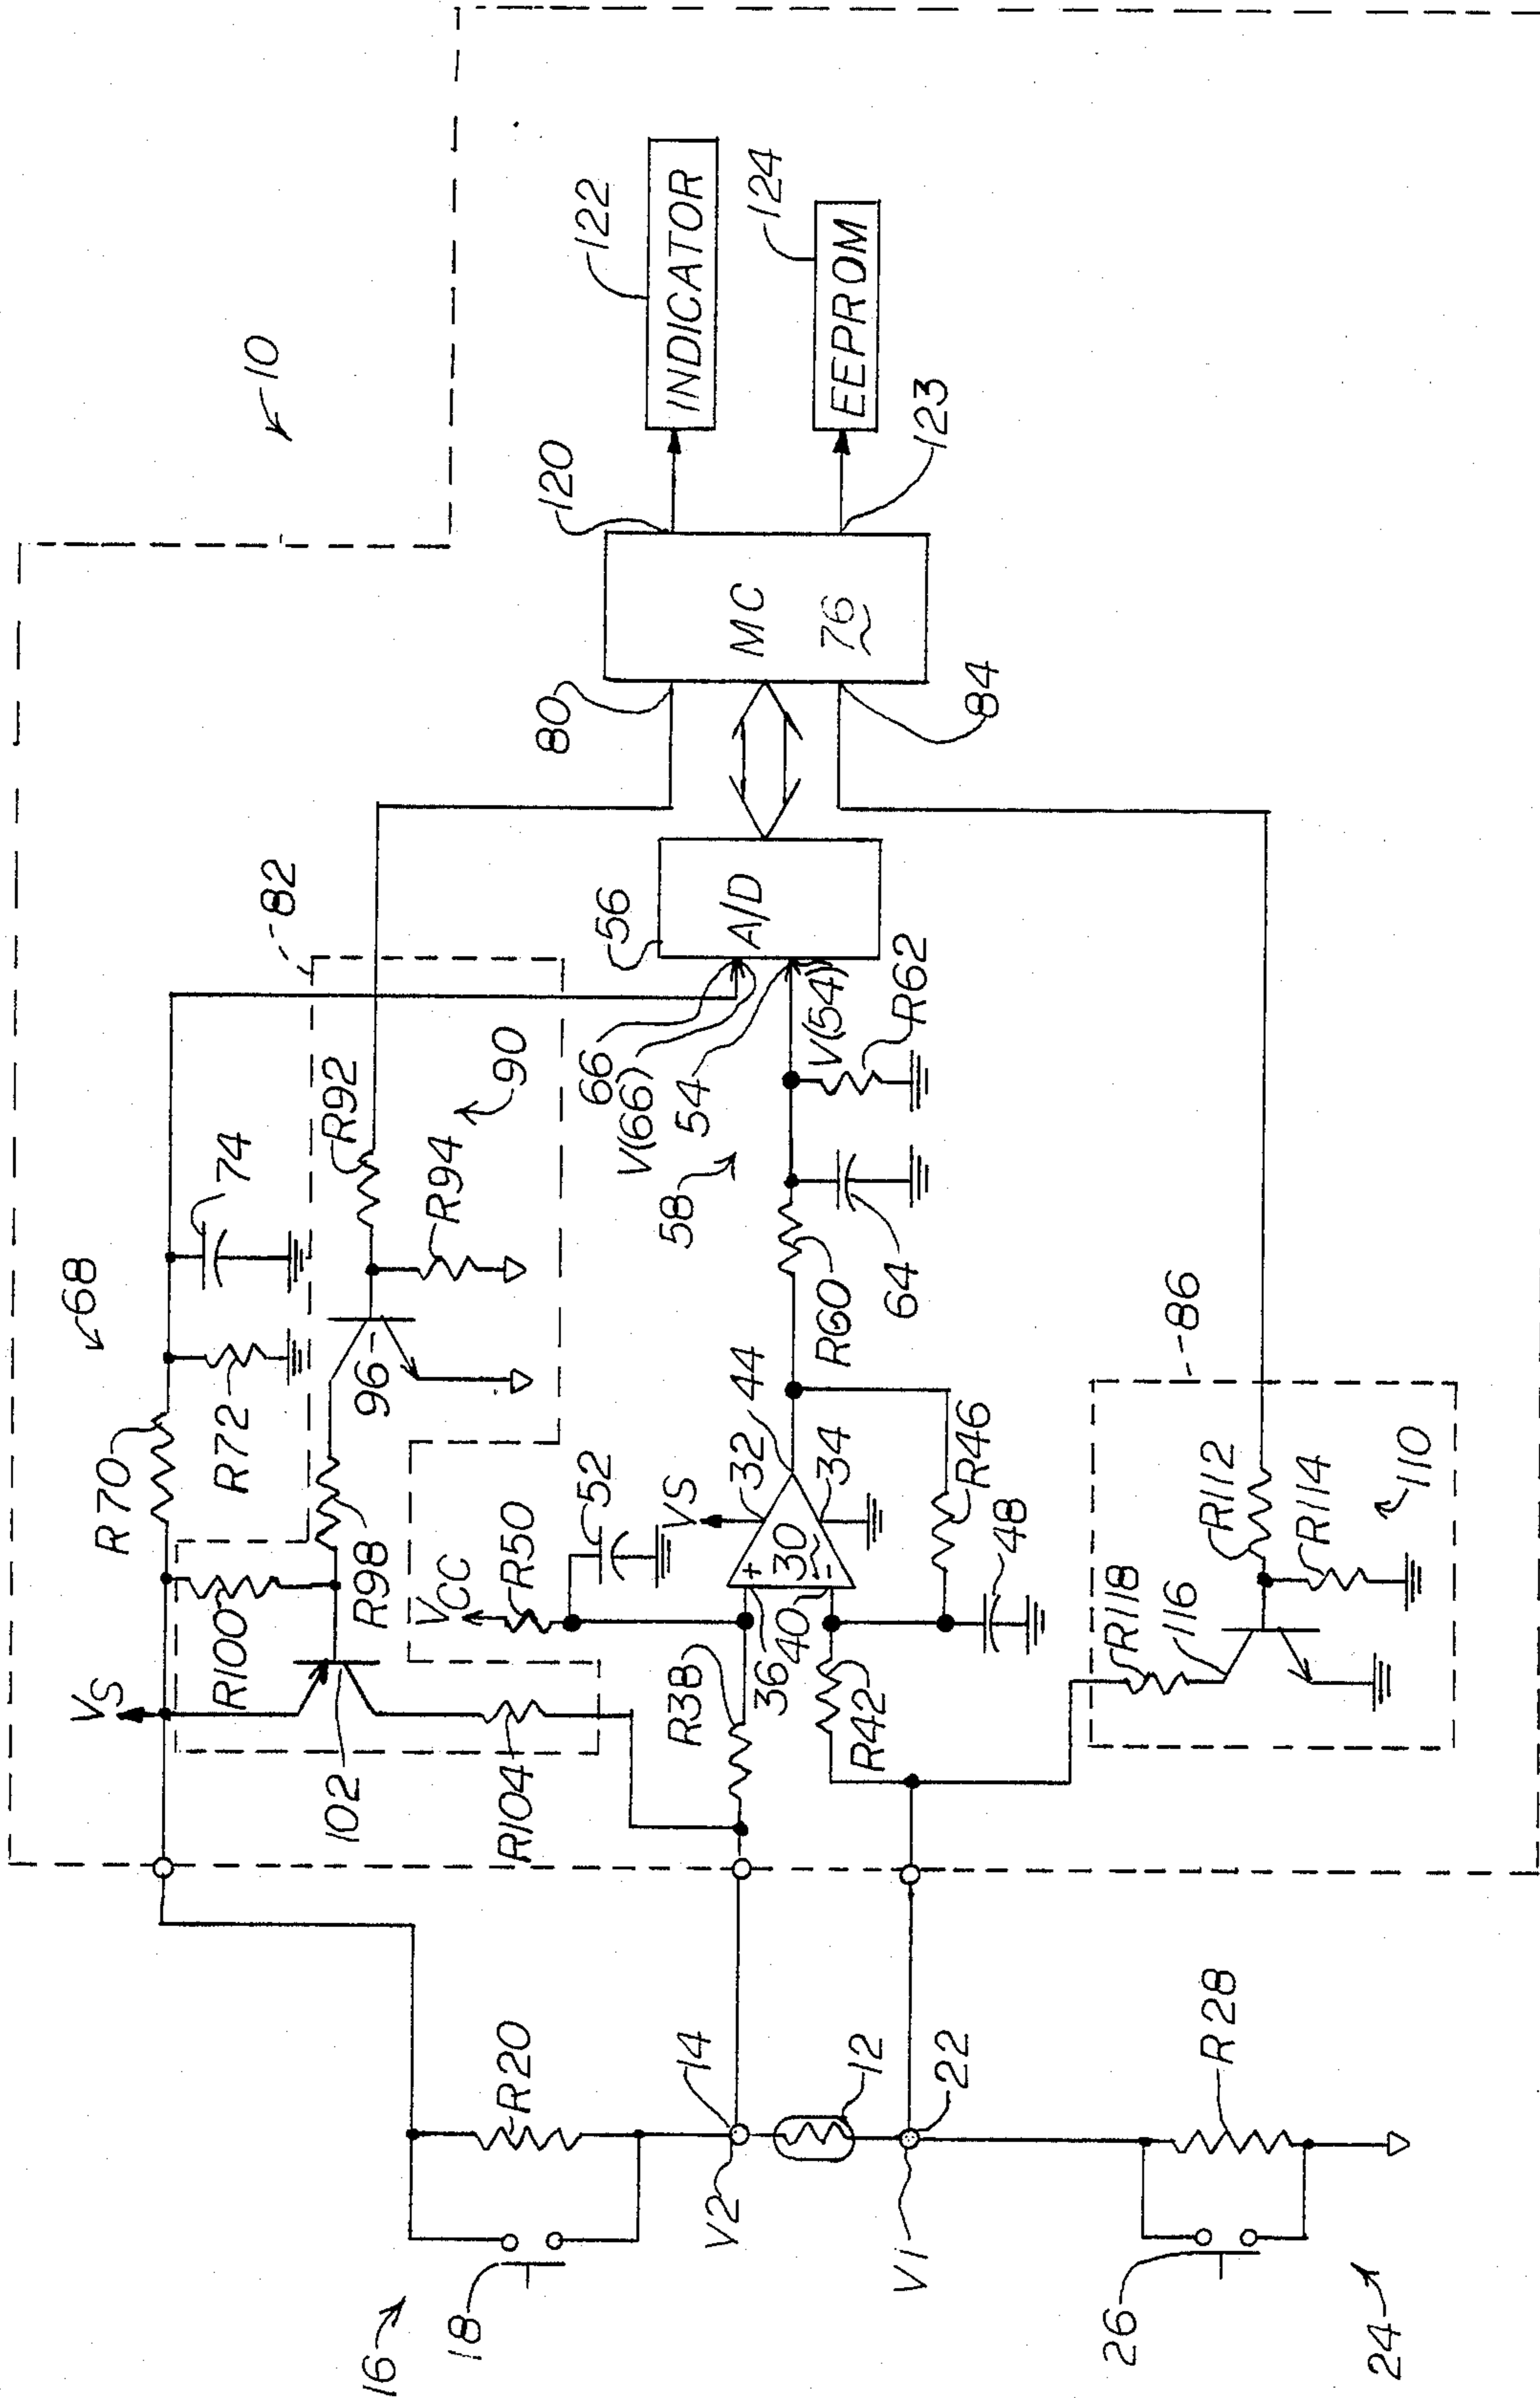 10
82
68
74
R70
R72
R92
R94
90
96
R98
R100
VS
102
R104
VCC
R50
52
VS
32
44
30
+
-
36
40
34
R38
R42
R46
48
R60
58
64
66
V(66)
54
V(54)
R62
56
A/D
80
MC
76
84
120
INDICATOR
122
EEPROM
124
123
86
R112
R114
110
R118
116
16
18
R20
V2
14
12
V1
22
R28
26
24